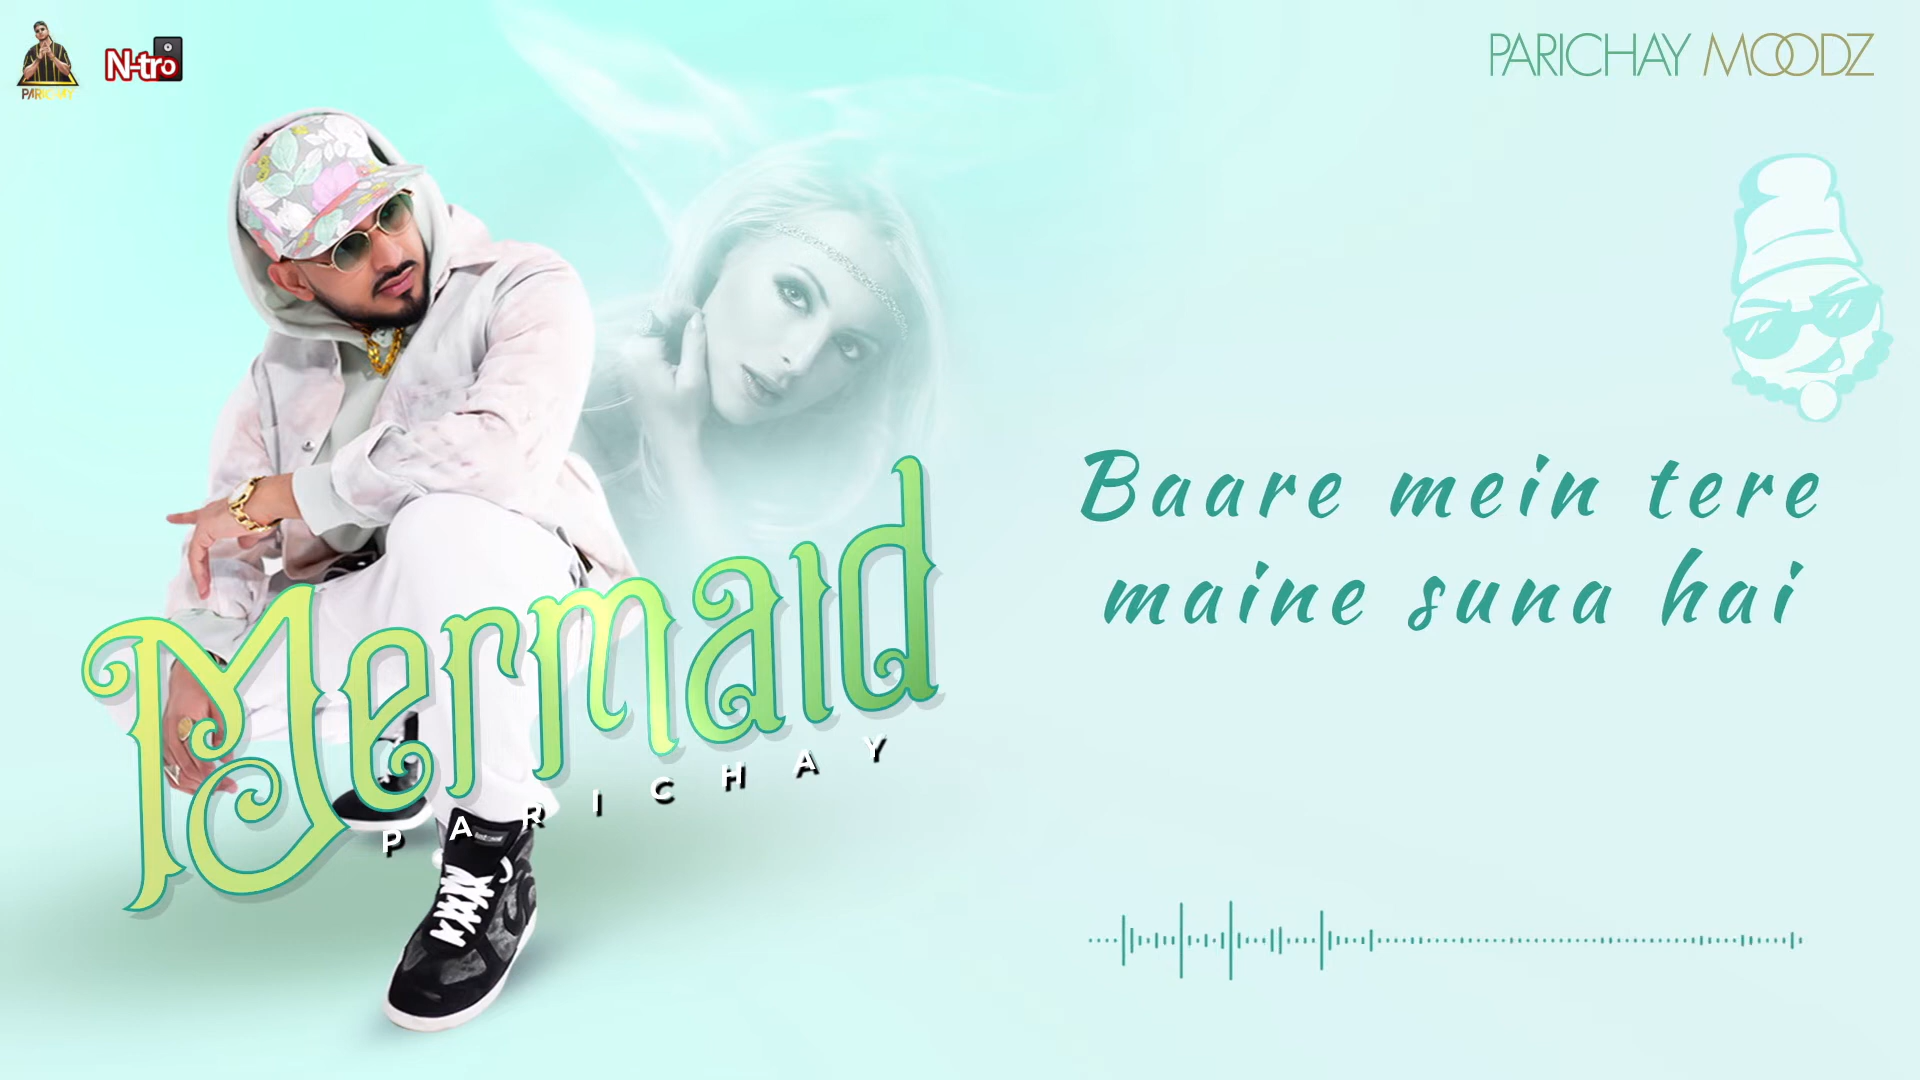 PARICHAY
N-tro
PARICHAY MOODZ
Baare mein tere
maine suna hai
Mermaid
PARICHAY